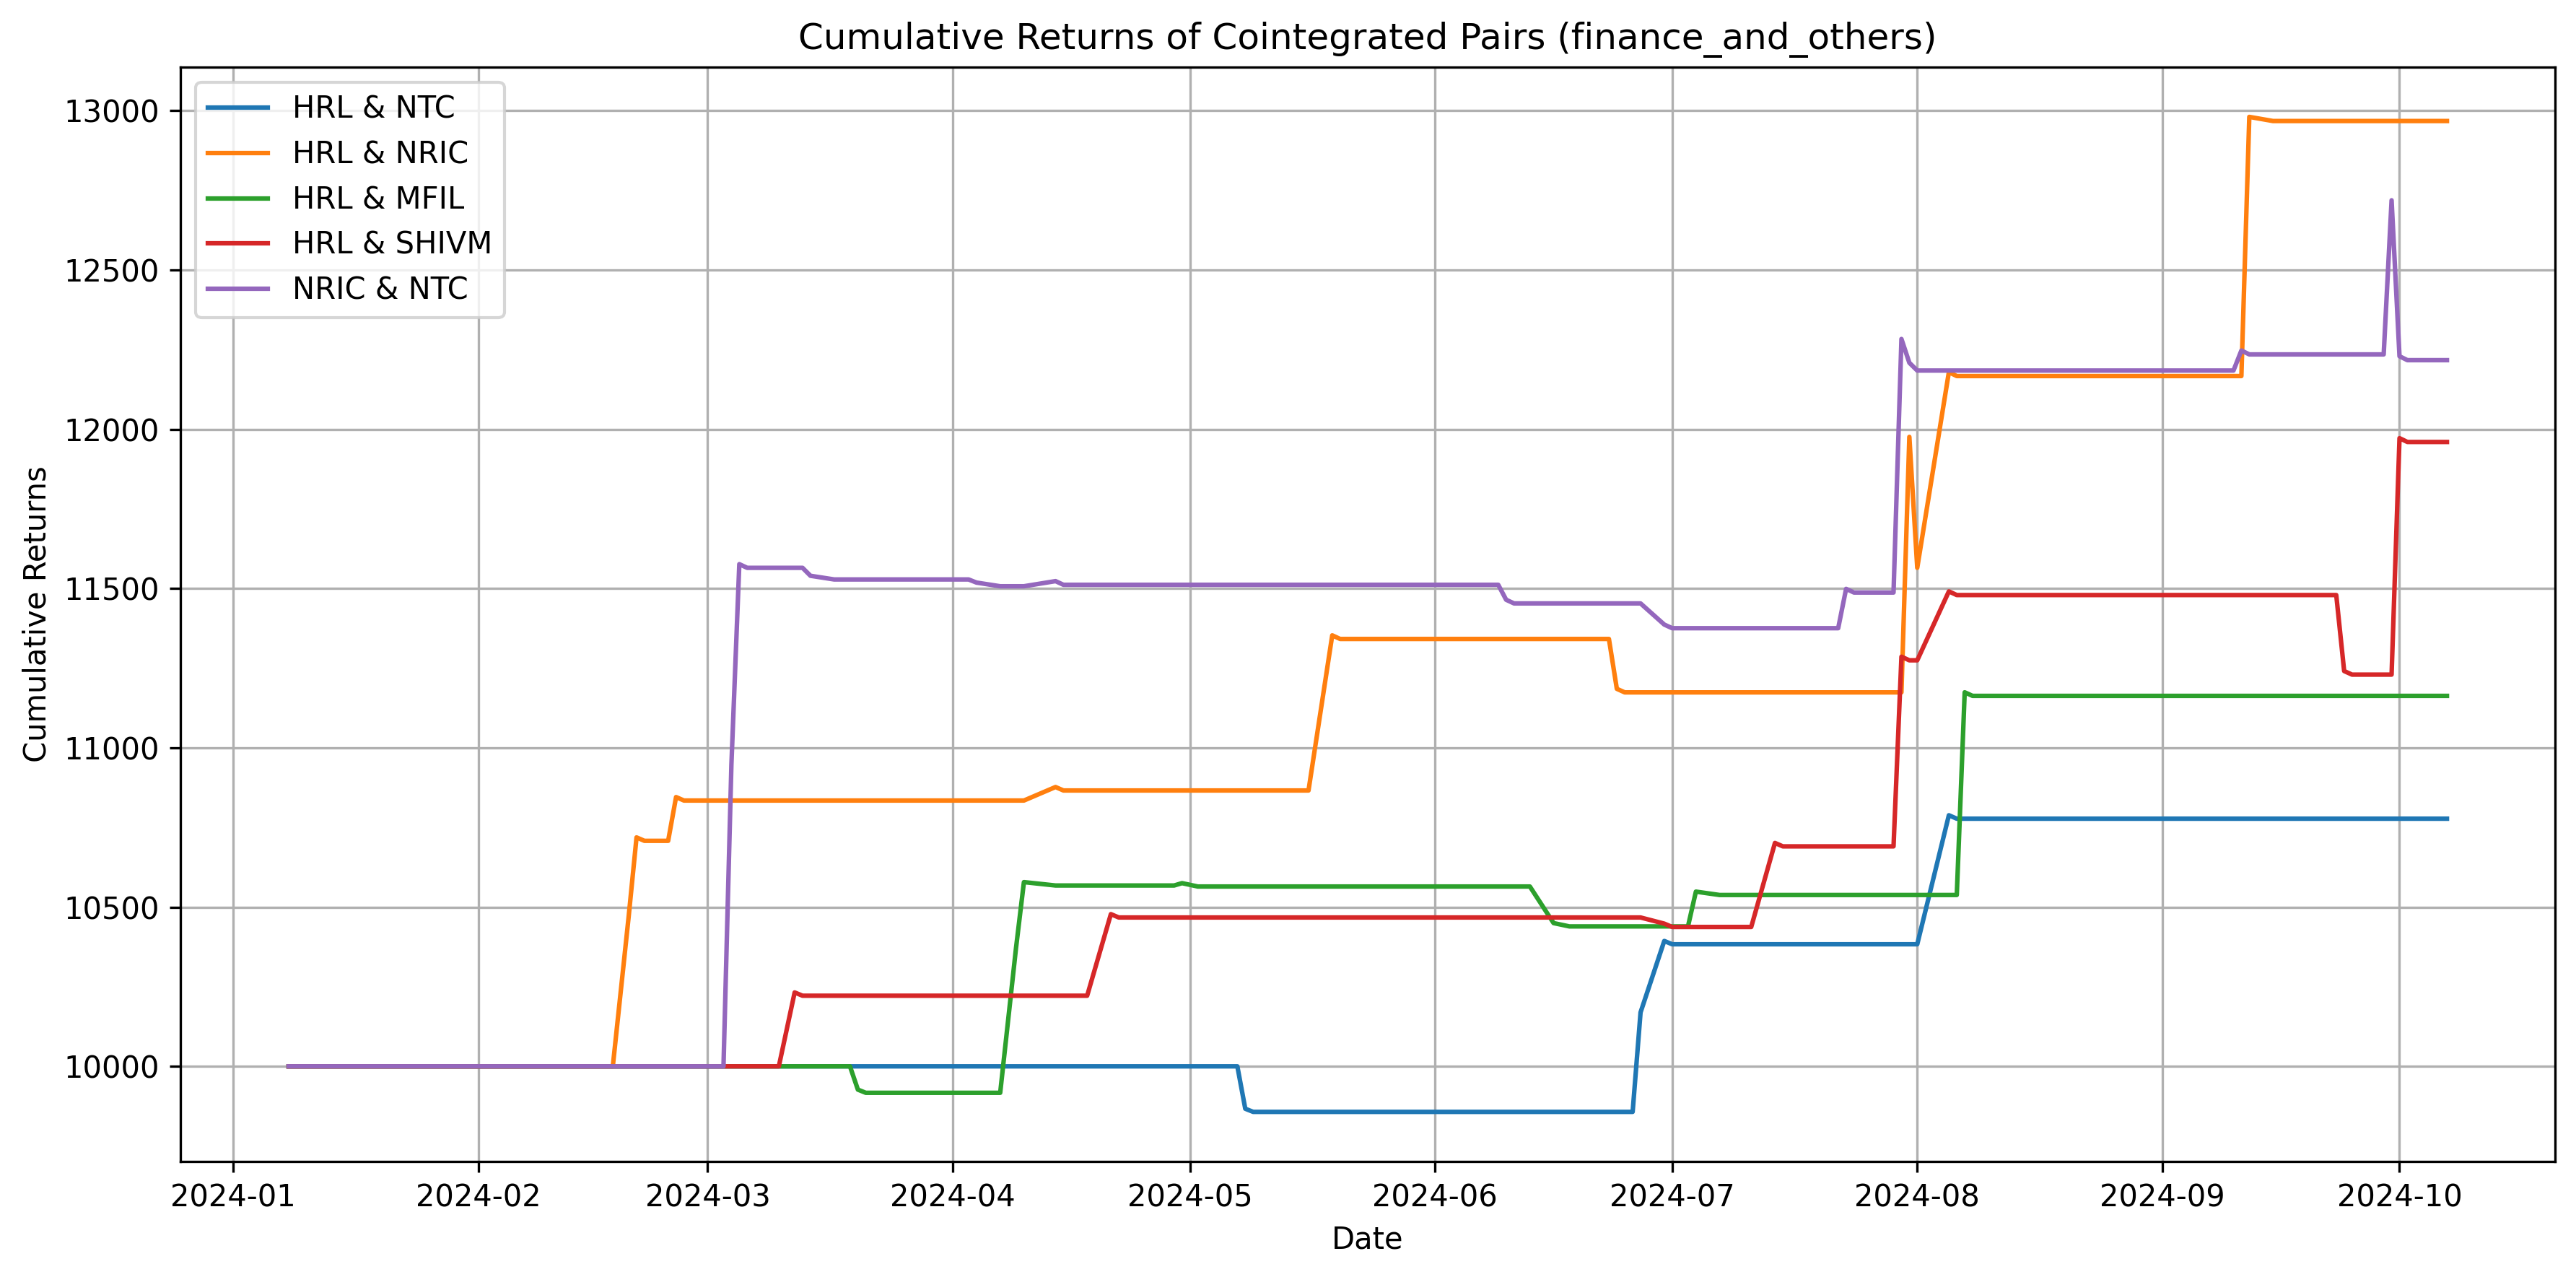 Cumulative Returns of Cointegrated Pairs (finance_and_others)
HRL & NTC
HRL & NRIC
HRL & MFIL
HRL & SHIVM
NRIC & NTC
Cumulative Returns
13000
12500
12000
11500
11000
10500
10000
2024-01 2024-02 2024-03 2024-04 2024-05 2024-06 2024-07 2024-08 2024-09 2024-10
Date